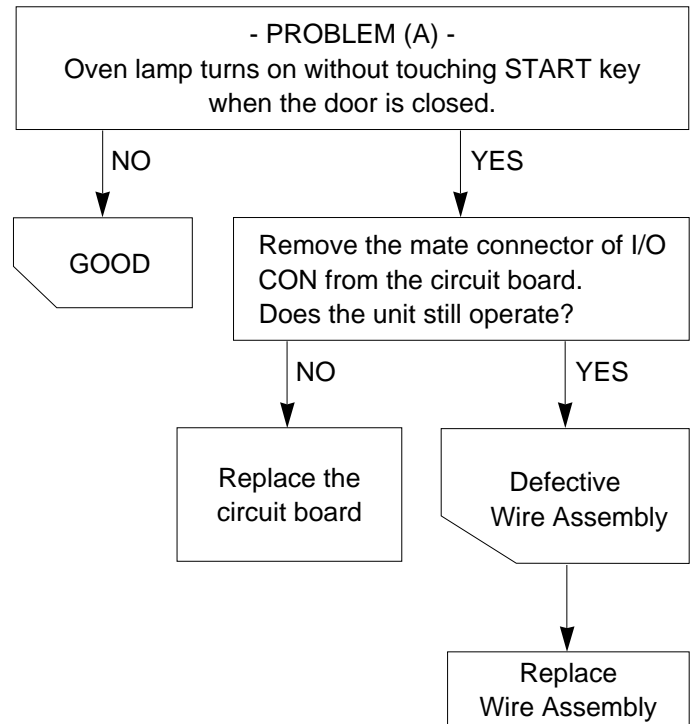 - PROBLEM (A) -
Oven lamp turns on without touching START key
when the door is closed.
NO
YES
GOOD
Remove the mate connector of I/O
CON from the circuit board.
Does the unit still operate?
NO
YES
Replace the
circuit board
Defective
Wire Assembly
Replace
Wire Assembly